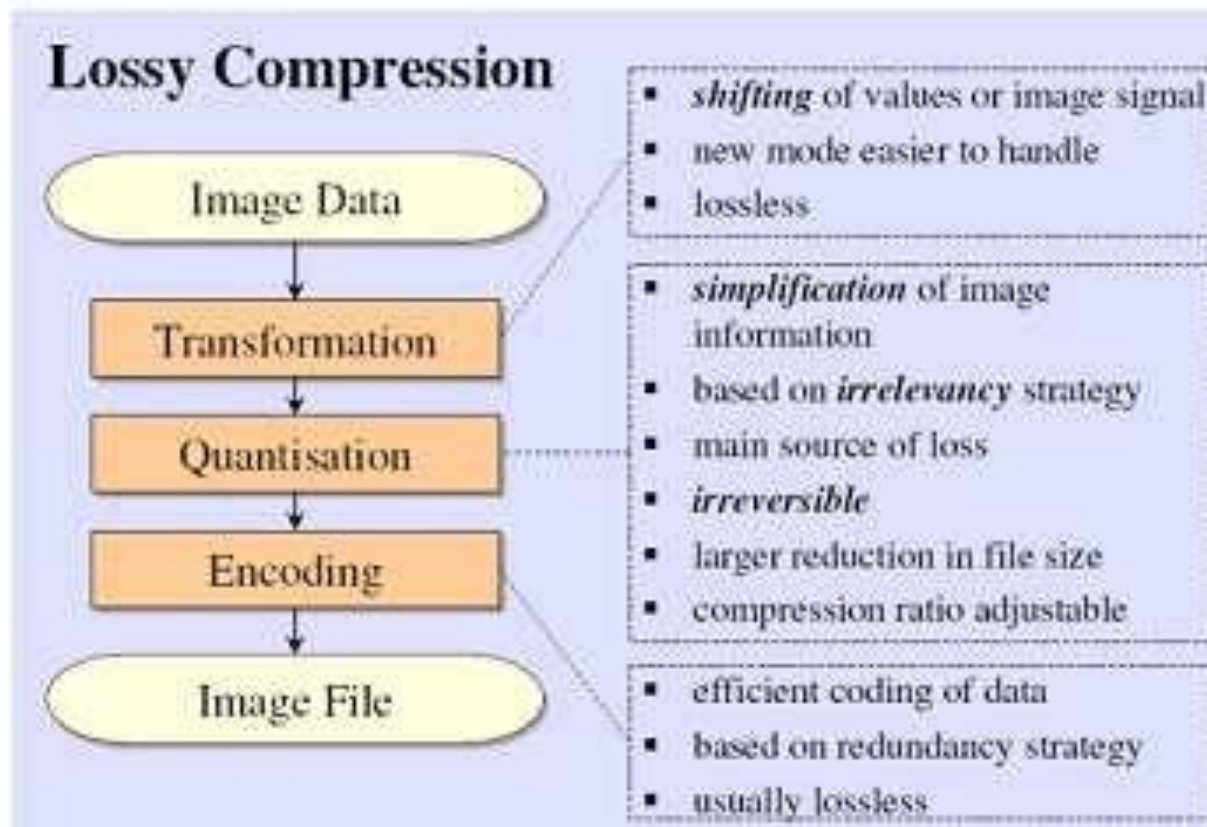 Lossy Compression
Image Data
Transformation
Quantisation
Encoding
Image File
▪ shifting of values or image signal
▪ new mode easier to handle
▪ lossless
▪ simplification of image
information
▪ based on irrelevancy strategy
▪ main source of loss
▪ irreversible
▪ larger reduction in file size
▪ compression ratio adjustable
▪ efficient coding of data
▪ based on redundancy strategy
▪ usually lossless